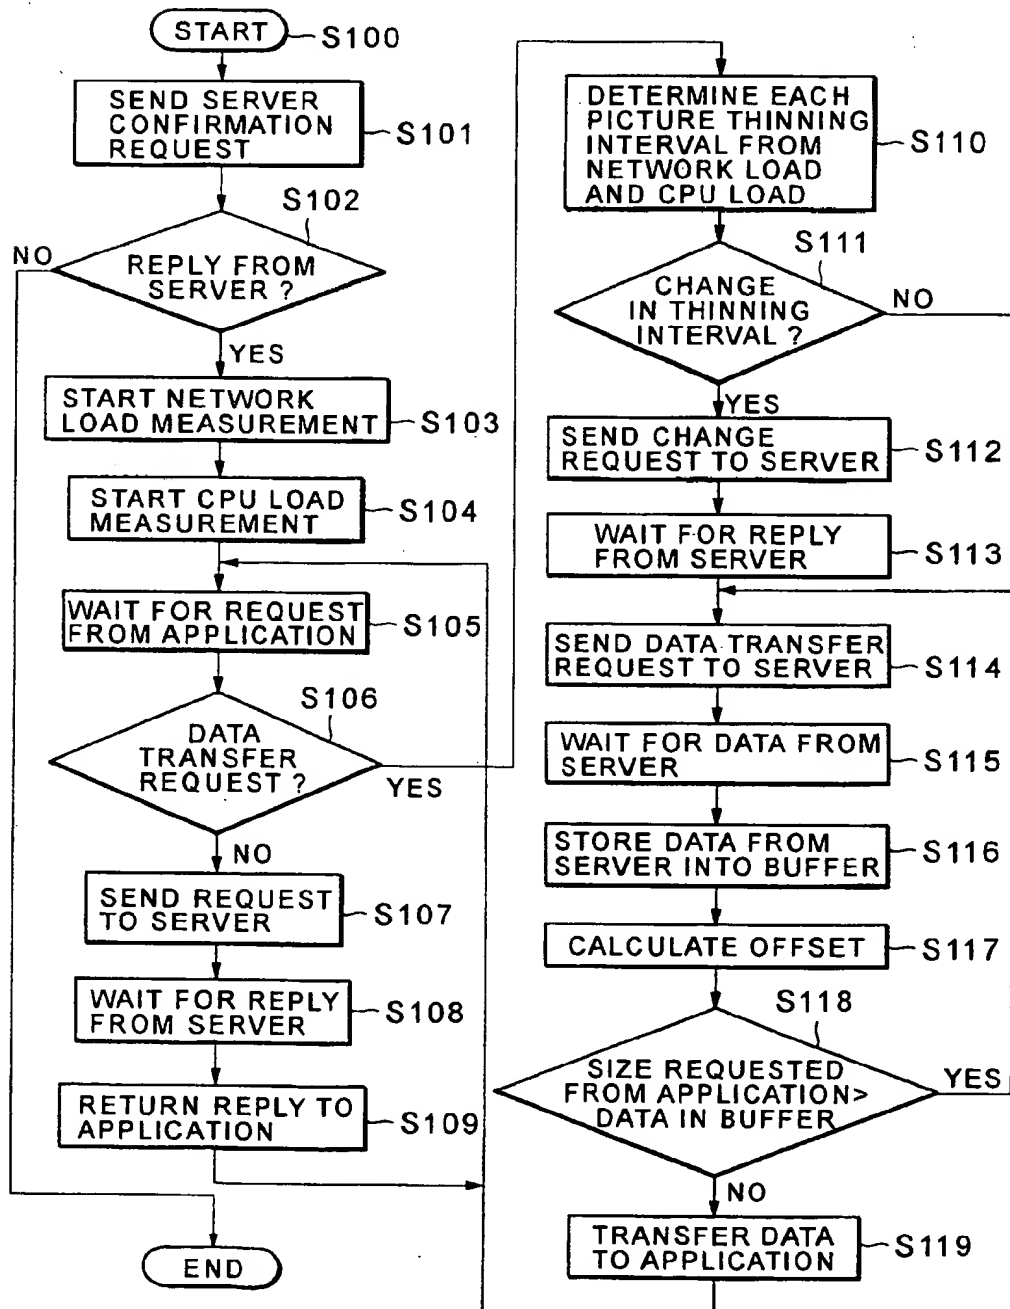 START
S100
SEND SERVER
CONFIRMATION
REQUEST
S101
S102
NO
REPLY FROM
SERVER ?
YES
START NETWORK
LOAD MEASUREMENT
S103
START CPU LOAD
MEASUREMENT
S104
WAIT FOR REQUEST
FROM APPLICATION
S105
S106
DATA
TRANSFER
REQUEST ?
YES
NO
SEND REQUEST
TO SERVER
S107
WAIT FOR REPLY
FROM SERVER
S108
RETURN REPLY TO
APPLICATION
S109
END
DETERMINE EACH
PICTURE THINNING
INTERVAL FROM
NETWORK LOAD
AND CPU LOAD
S110
S111
CHANGE
IN THINNING
INTERVAL ?
NO
YES
SEND CHANGE
REQUEST TO SERVER
S112
WAIT FOR REPLY
FROM SERVER
S113
SEND DATA TRANSFER
REQUEST TO SERVER
S114
WAIT FOR DATA FROM
SERVER
S115
STORE DATA FROM
SERVER INTO BUFFER
S116
CALCULATE OFFSET
S117
S118
SIZE REQUESTED
FROM APPLICATION>
DATA IN BUFFER
YES
NO
TRANSFER DATA
TO APPLICATION
S119